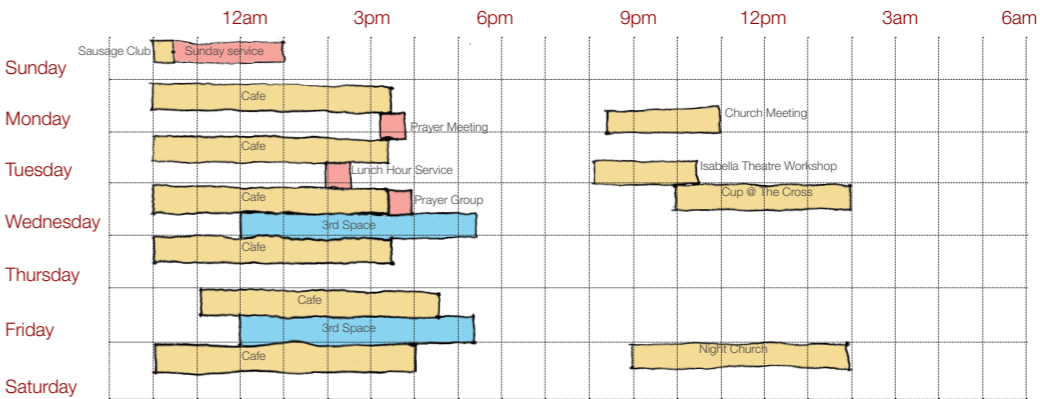 12am 3pm 6pm 9pm 12pm 3am 6am
Sausage Club Sunday service
Sunday
Cafe
Monday
Prayer Meeting
Church Meeting
Cafe
Tuesday
Lunch Hour Service
Isabella Theatre Workshop
Cafe
Prayer Group
Cup @ The Cross
Wednesday
3rd Space
Cafe
Thursday
Cafe
Friday
3rd Space
Cafe
Night Church
Saturday